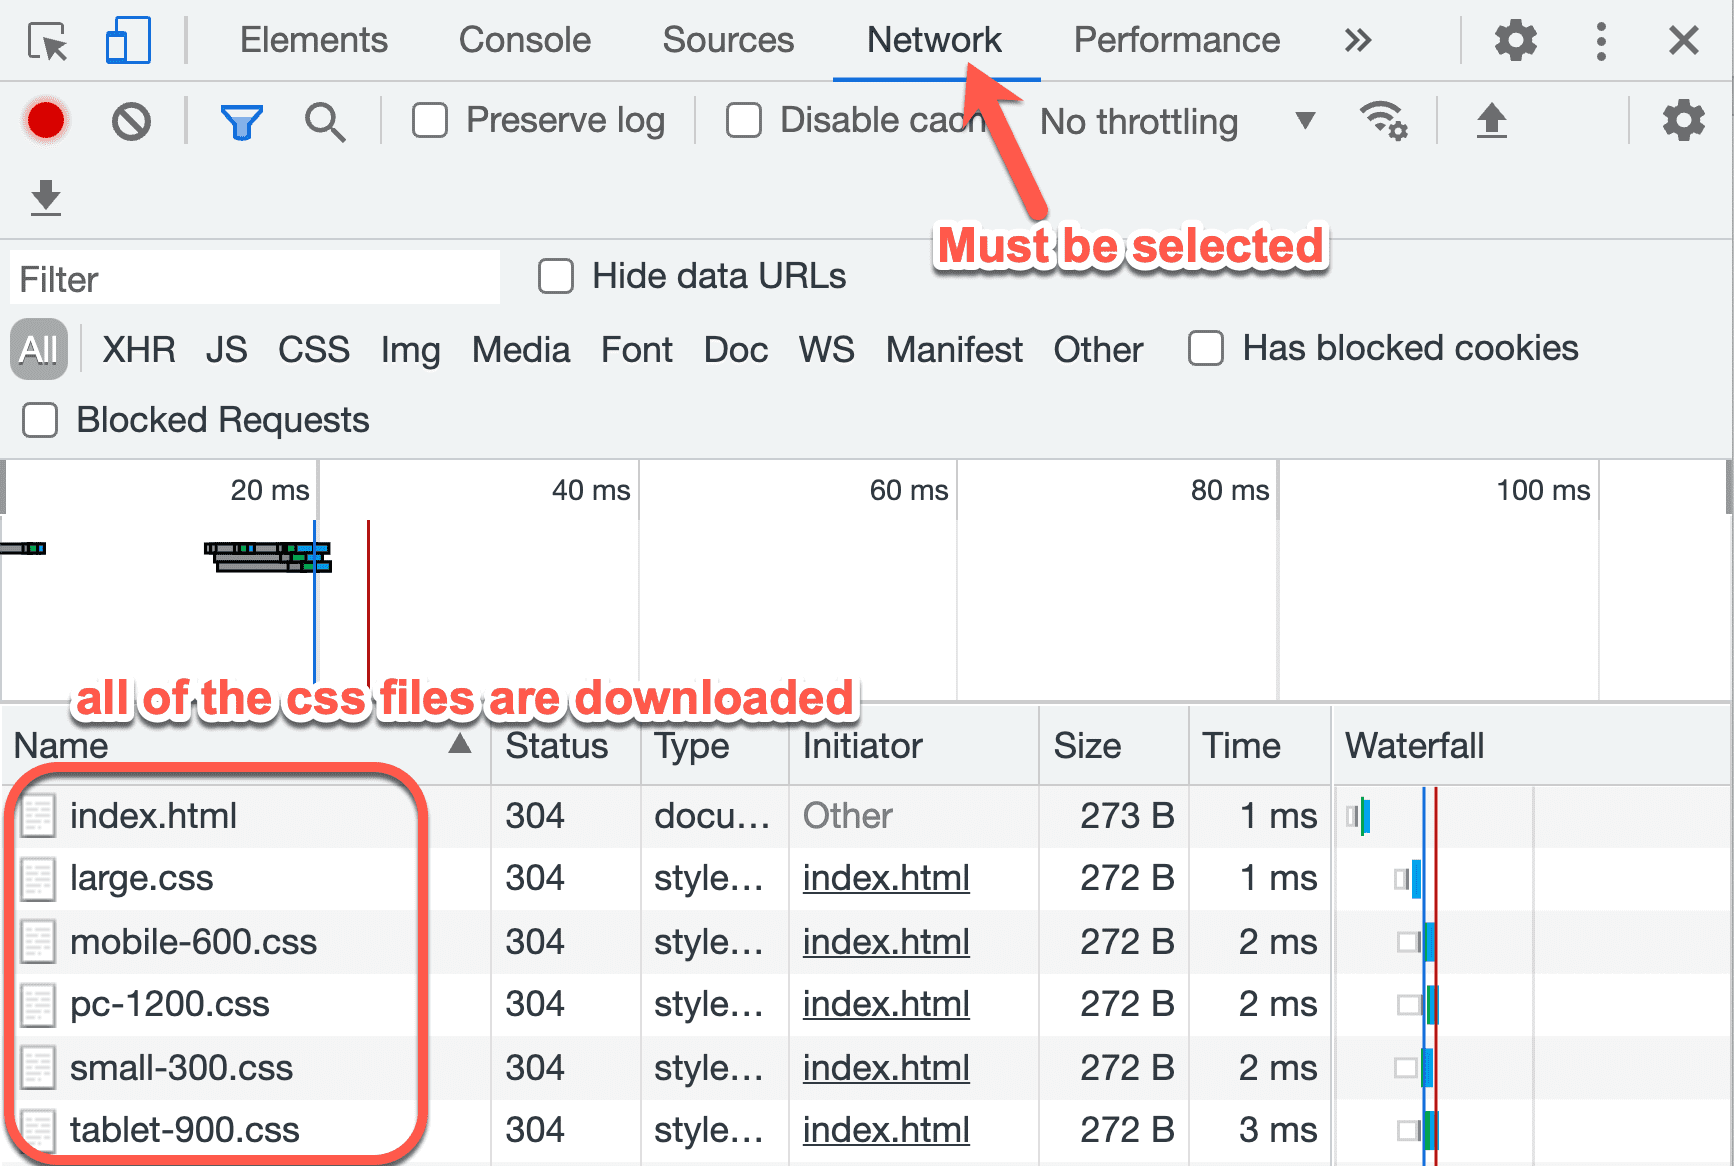 Elements Console Sources Network Performance »
Preserve log Disable cach No throttling
Must be selected
Filter Hide data URLs
All XHR JS CSS Img Media Font Doc WS Manifest Other Has blocked cookies
Blocked Requests
20 ms 40 ms 60 ms 80 ms 100 ms
all of the css files are downloaded
Name Status Type Initiator Size Time Waterfall
index.html 304 docu... Other 273 B 1 ms
large.css 304 style... index.html 272 B 1 ms
mobile-600.css 304 style... index.html 272 B 2 ms
pc-1200.css 304 style... index.html 272 B 2 ms
small-300.css 304 style... index.html 272 B 2 ms
tablet-900.css 304 style... index.html 272 B 3 ms